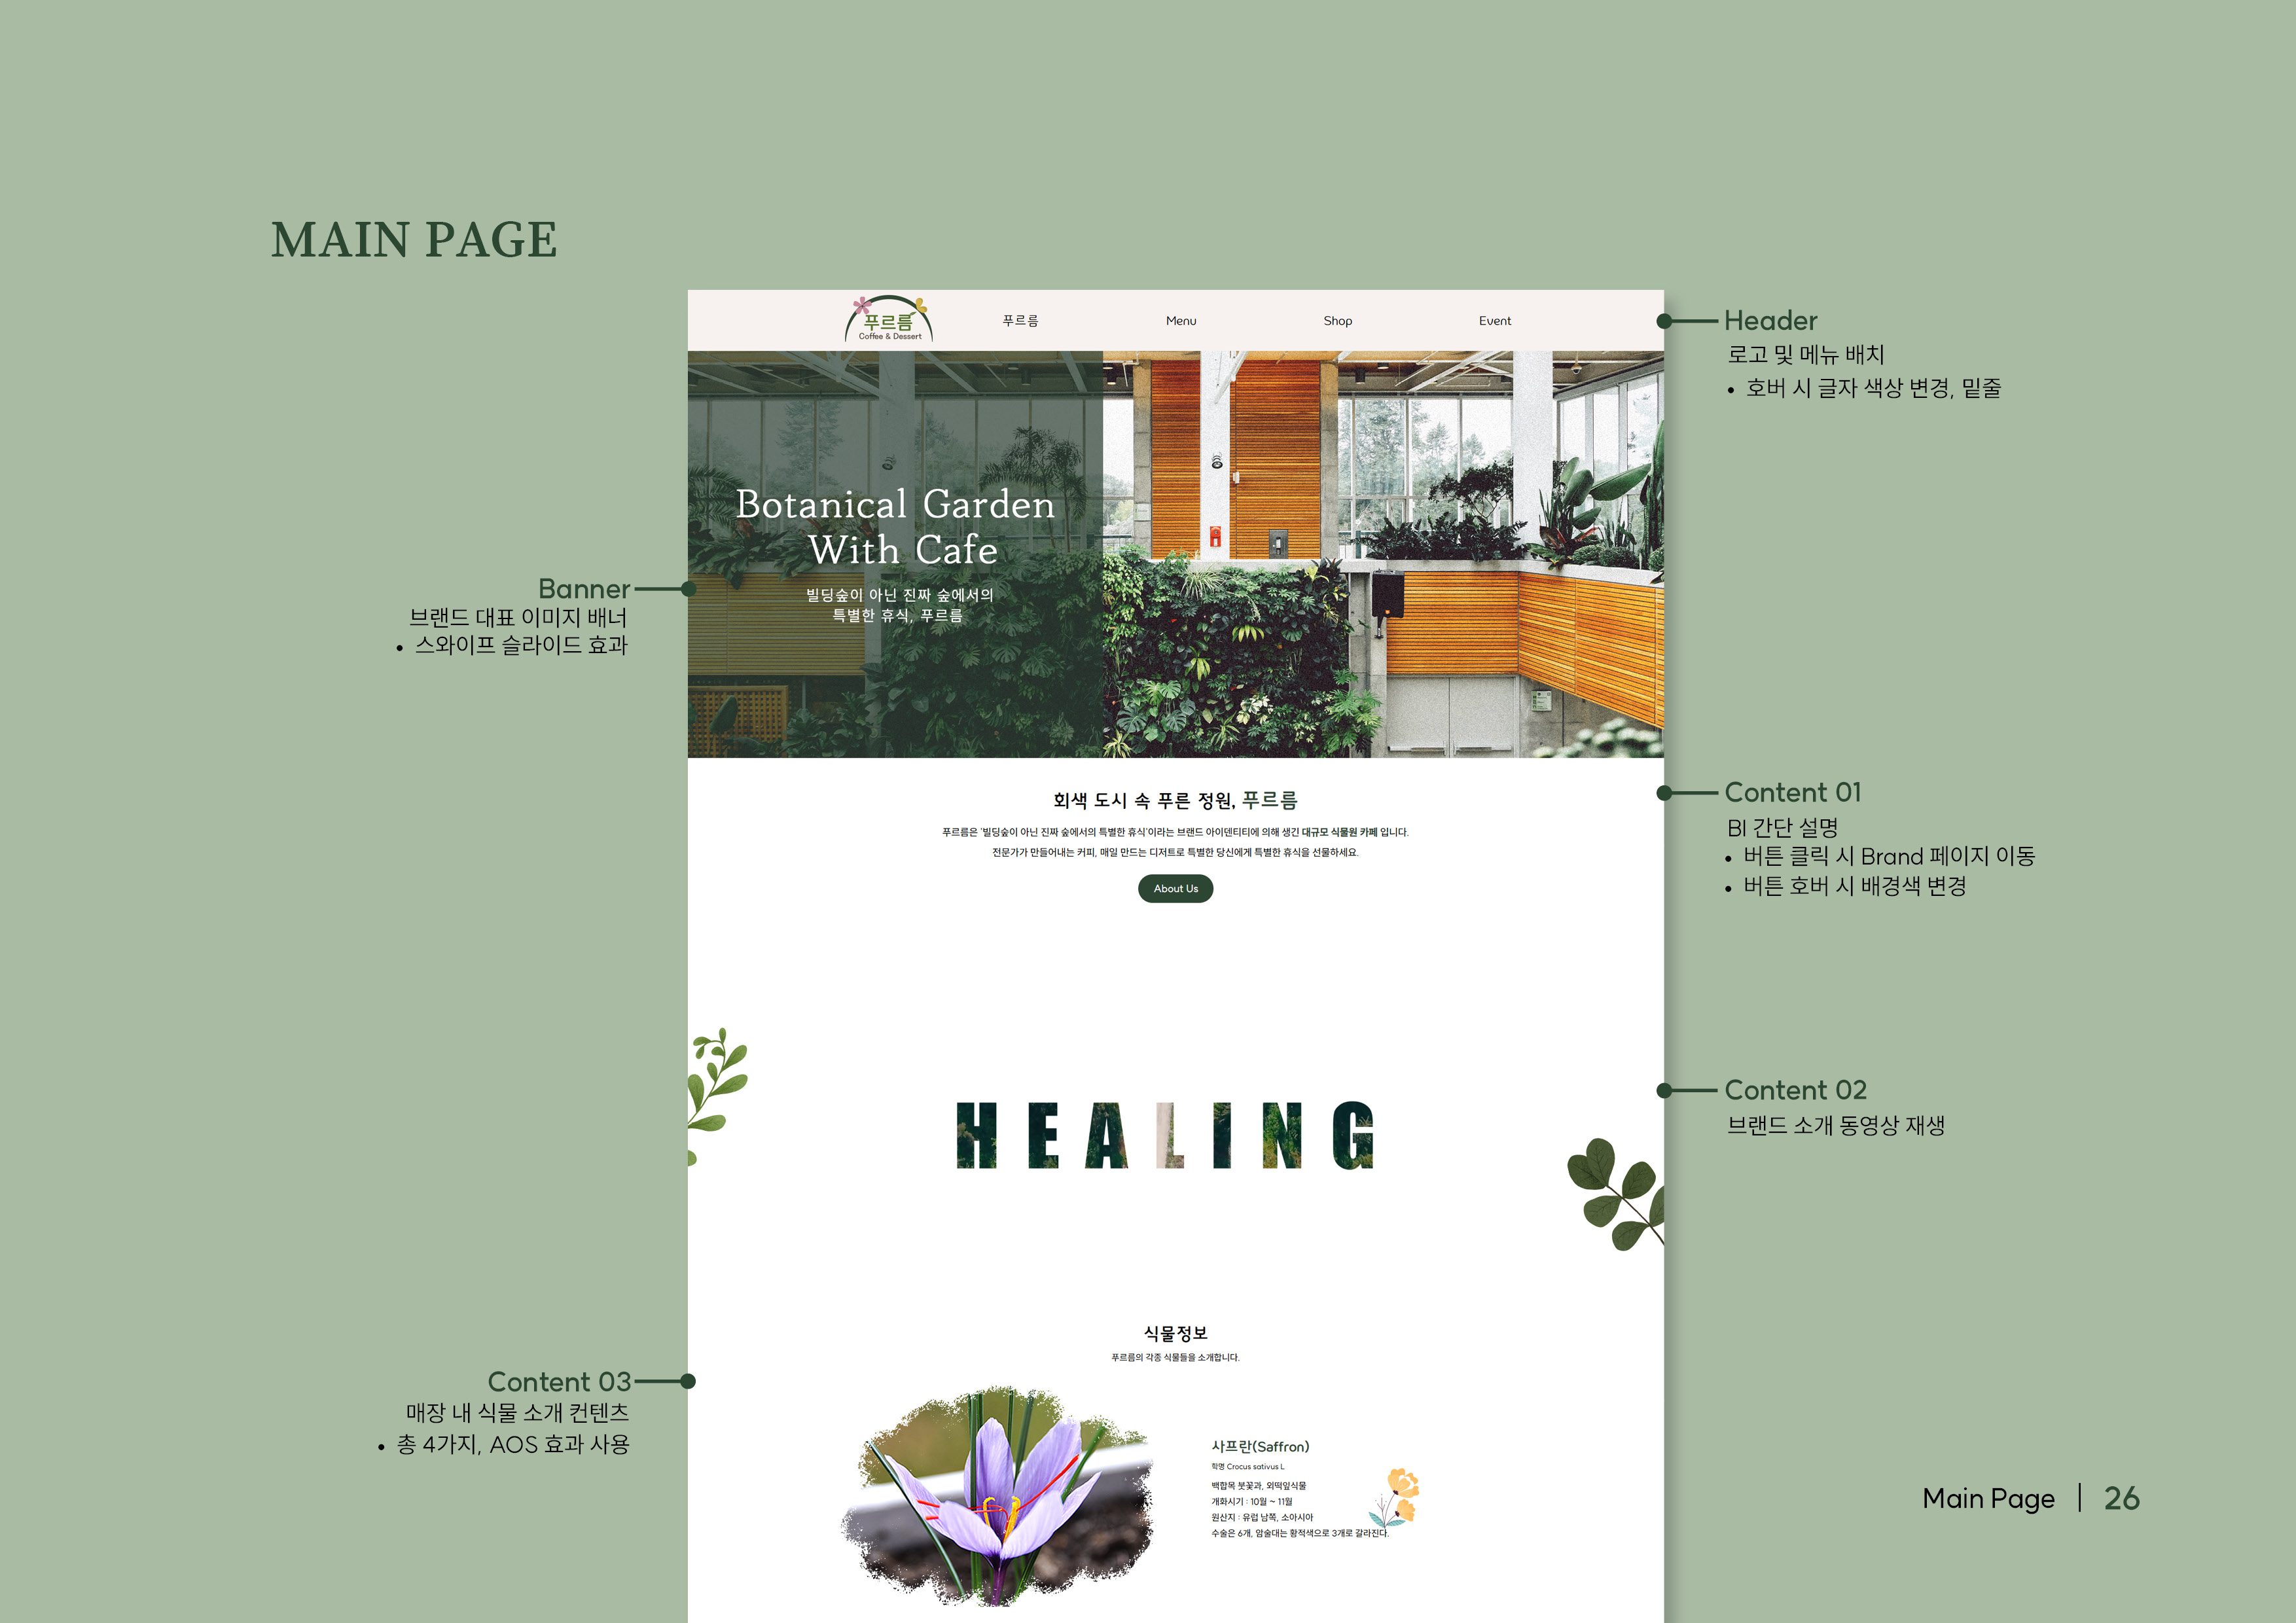 MAIN PAGE
푸르름
Coffee & Dessert
푸르름
Menu
Shop
Event
Header
로고 및 메뉴 배치
• 호버 시 글자 색상 변경, 밑줄
Botanical Garden
With Cafe
빌딩숲이 아닌 진짜 숲에서의
특별한 휴식, 푸르름
Banner
브랜드 대표 이미지 배너
• 스와이프 슬라이드 효과
회색 도시 속 푸른 정원, 푸르름
푸르름은 '빌딩숲이 아닌 진짜 숲에서의 특별한 휴식'이라는 브랜드 아이덴티티에 의해 생긴 대규모 식물원 카페 입니다.
전문가가 만들어내는 커피, 매일 만드는 디저트로 특별한 당신에게 특별한 휴식을 선물하세요.
About Us
Content 01
BI 간단 설명
• 버튼 클릭 시 Brand 페이지 이동
• 버튼 호버 시 배경색 변경
HEALING
Content 02
브랜드 소개 동영상 재생
식물정보
푸르름의 각종 식물들을 소개합니다.
Content 03
매장 내 식물 소개 컨텐츠
• 총 4가지, AOS 효과 사용
사프란(Saffron)
학명 Crocus sativus L
백합목 붓꽃과, 외떡잎식물
개화시기 : 10월 ~ 11월
원산지 : 유럽 남쪽, 소아시아
수술은 6개, 암술대는 황적색으로 3개로 갈라진다.
Main Page | 26